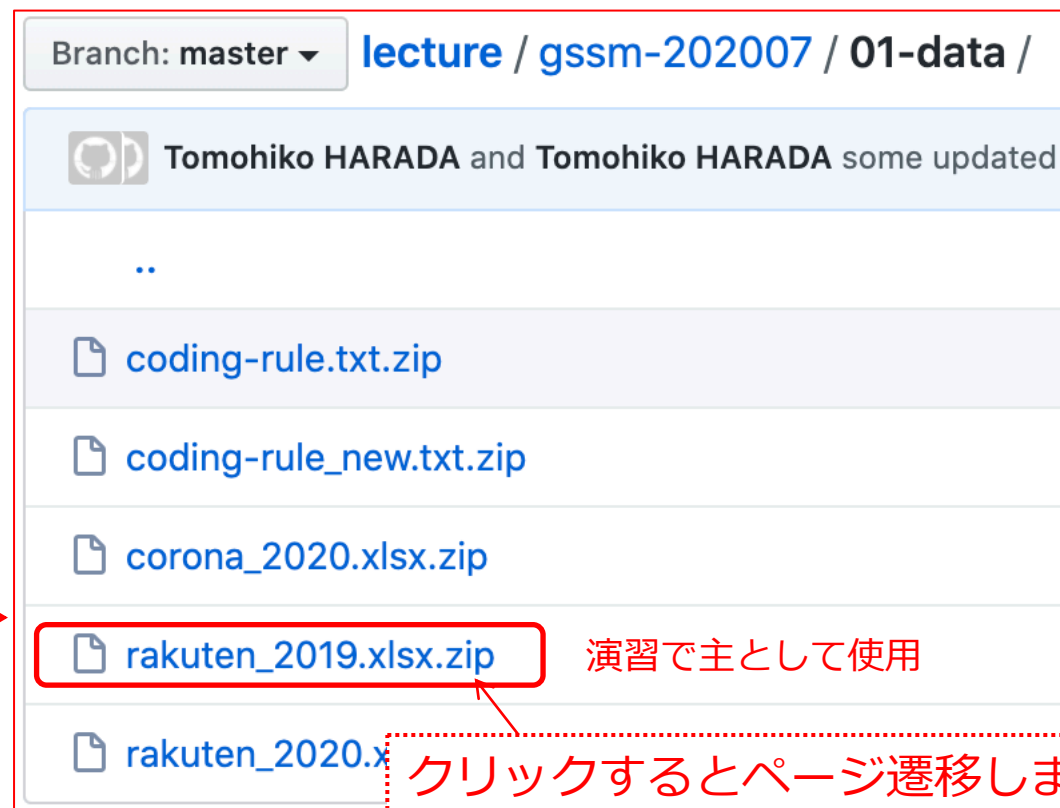 Branch: master lecture / gssm-202007 / 01-data /
Tomohiko HARADA and Tomohiko HARADA some updated
..
coding-rule.txt.zip
coding-rule_new.txt.zip
corona_2020.xlsx.zip
rakuten_2019.xlsx.zip 演習で主として使用
rakuten_2020.x
クリックするとページ遷移しま